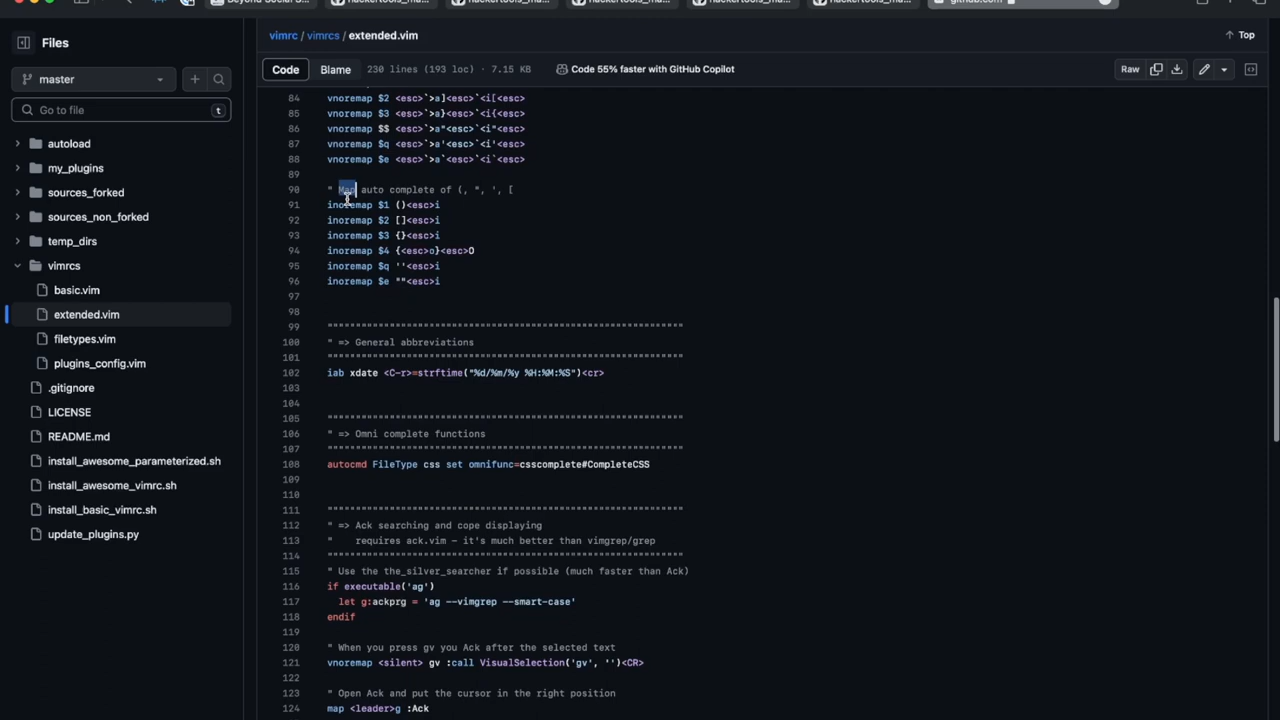 Beyond Social S...
hackertools_ma...
hackertools_ma...
hackertools_ma...
hackertools_ma...
hackertools_ma...
github.com
Files
master
Go to file
t
autoload
my_plugins
sources_forked
sources_non_forked
temp_dirs
vimrcs
basic.vim
extended.vim
filetypes.vim
plugins_config.vim
.gitignore
LICENSE
README.md
install_awesome_parameterized.sh
install_awesome_vimrc.sh
install_basic_vimrc.sh
update_plugins.py
vimrc / vimrcs / extended.vim
Top
Code Blame 230 lines (193 loc) · 7.15 KB Code 55% faster with GitHub Copilot
Raw
84 vnoremap $2 <esc>`>a]<esc>`<i[<esc>
85 vnoremap $3 <esc>`>a}<esc>`<i{<esc>
86 vnoremap $$ <esc>`>a"<esc>`<i"<esc>
87 vnoremap $q <esc>`>a'<esc>`<i'<esc>
88 vnoremap $e <esc>`>a`<esc>`<i`<esc>
89
90 " Map auto complete of (, ", ', [
91 inoremap $1 ()<esc>i
92 inoremap $2 []<esc>i
93 inoremap $3 {}<esc>i
94 inoremap $4 {<esc>o}<esc>O
95 inoremap $q ''<esc>i
96 inoremap $e ""<esc>i
97
98
99 """"""""""""""""""""""""""""""""""""""""""""""""""""""""""""""
100 " => General abbreviations
101 """"""""""""""""""""""""""""""""""""""""""""""""""""""""""""""
102 iab xdate <C-r>=strftime("%d/%m/%y %H:%M:%S")<cr>
103
104
105 """"""""""""""""""""""""""""""""""""""""""""""""""""""""""""""
106 " => Omni complete functions
107 """"""""""""""""""""""""""""""""""""""""""""""""""""""""""""""
108 autocmd FileType css set omnifunc=csscomplete#CompleteCSS
109
110
111 """"""""""""""""""""""""""""""""""""""""""""""""""""""""""""""
112 " => Ack searching and cope displaying
113 "    requires ack.vim - it's much better than vimgrep/grep
114 """"""""""""""""""""""""""""""""""""""""""""""""""""""""""""""
115 " Use the the_silver_searcher if possible (much faster than Ack)
116 if executable('ag')
117   let g:ackprg = 'ag --vimgrep --smart-case'
118 endif
119
120 " When you press gv you Ack after the selected text
121 vnoremap <silent> gv :call VisualSelection('gv', '')<CR>
122
123 " Open Ack and put the cursor in the right position
124 map <leader>g :Ack